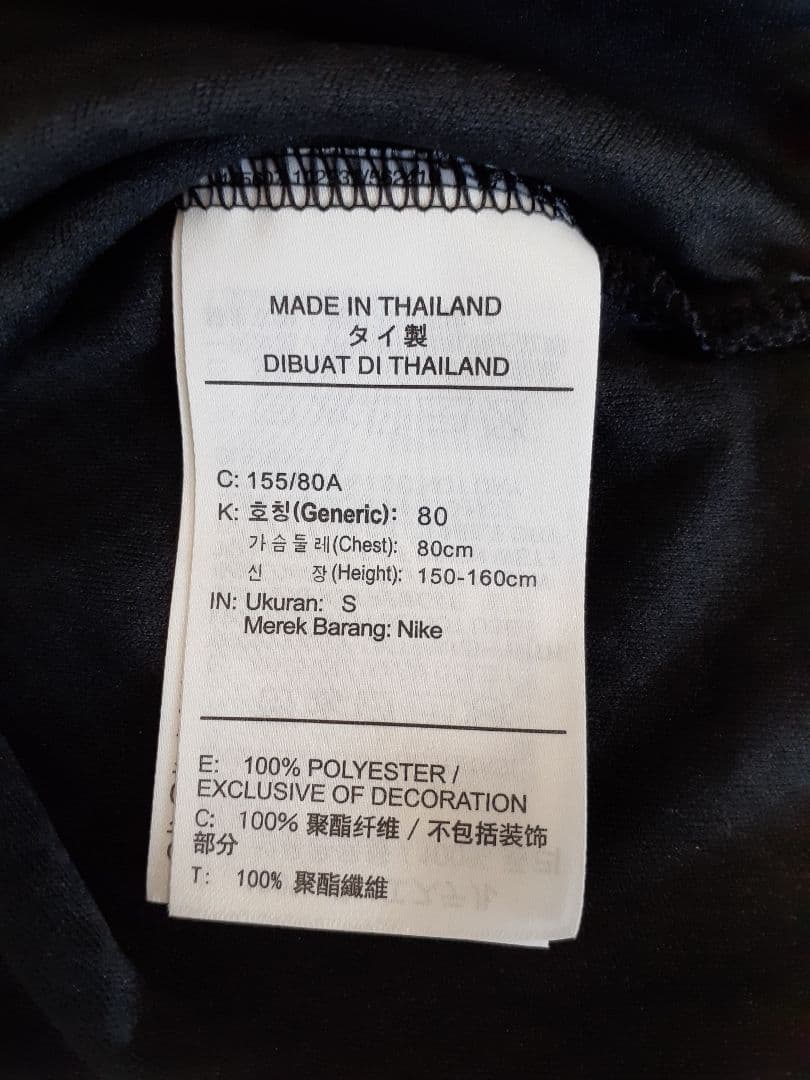 MADE IN THAILAND
タイ製
DIBUAT DI THAILAND
C: 155/80A
K: 호칭(Generic): 80
가슴둘레(Chest): 80cm
신 장(Height): 150-160cm
IN: Ukuran: S
Merek Barang: Nike
E: 100% POLYESTER /
EXCLUSIVE OF DECORATION
C: 100% 聚酯纤维 / 不包括装饰
部分
T: 100% 聚酯纖維